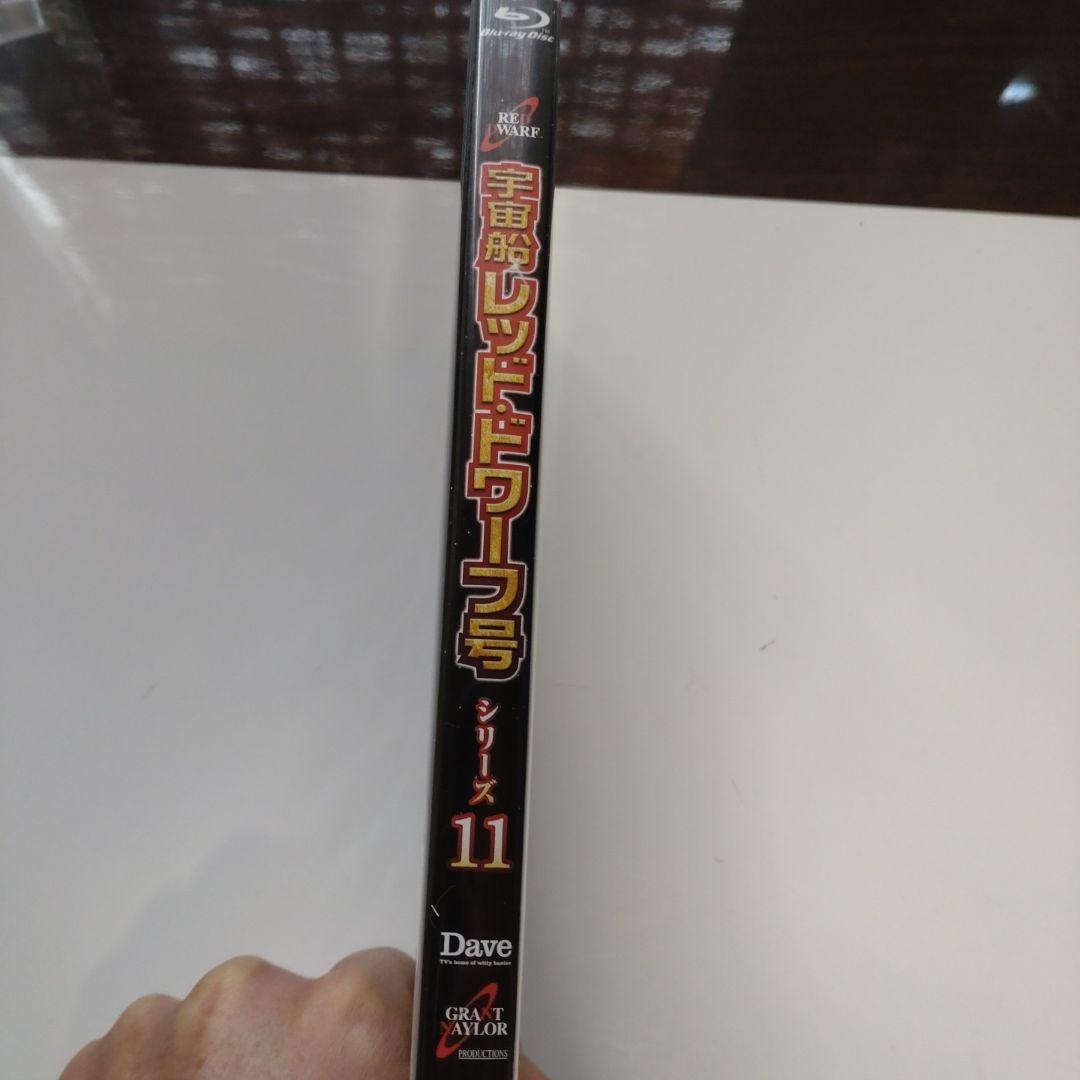 Blu-ray Disc
RED
DWARF
宇宙船レッド・ドワーフ号
シリーズ
11
Dave
TV's home of witty banter
GRANT
NAYLOR
PRODUCTIONS